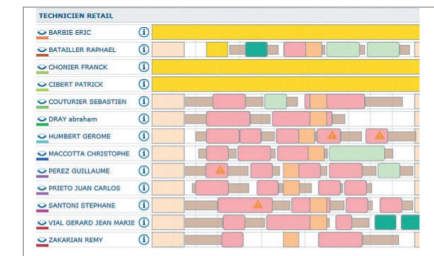 TECHNICIEN RETAIL
BARBIE ERIC
BATAILLER RAPHAEL
CHONIER FRANCK
CIBERT PATRICK
COUTURIER SEBASTIEN
DRAY abraham
HUMBERT GEROME
MACCOTTA CHRISTOPHE
PEREZ GUILLAUME
PRIETO JUAN CARLOS
SANTONI STEPHANE
VIAL GERARD JEAN MARIE
ZAKARIAN REMY